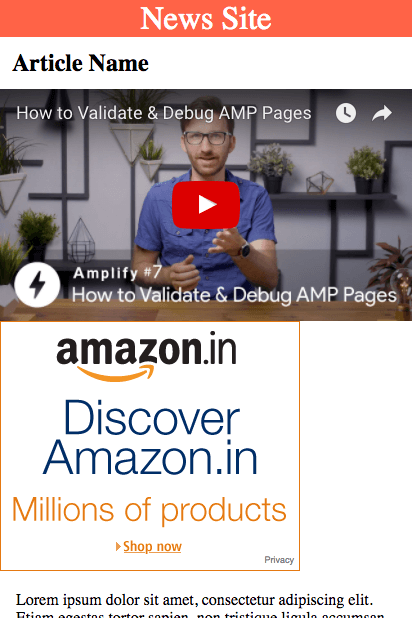 News Site
Article Name
How to Validate & Debug AMP Pages
Amplify #7
How to Validate & Debug AMP Pages
amazon.in
Discover
Amazon.in
Millions of products
Shop now
Privacy
Lorem ipsum dolor sit amet, consectetur adipiscing elit.
Etiam egestas tortor sapien, non tristique ligula accumsan